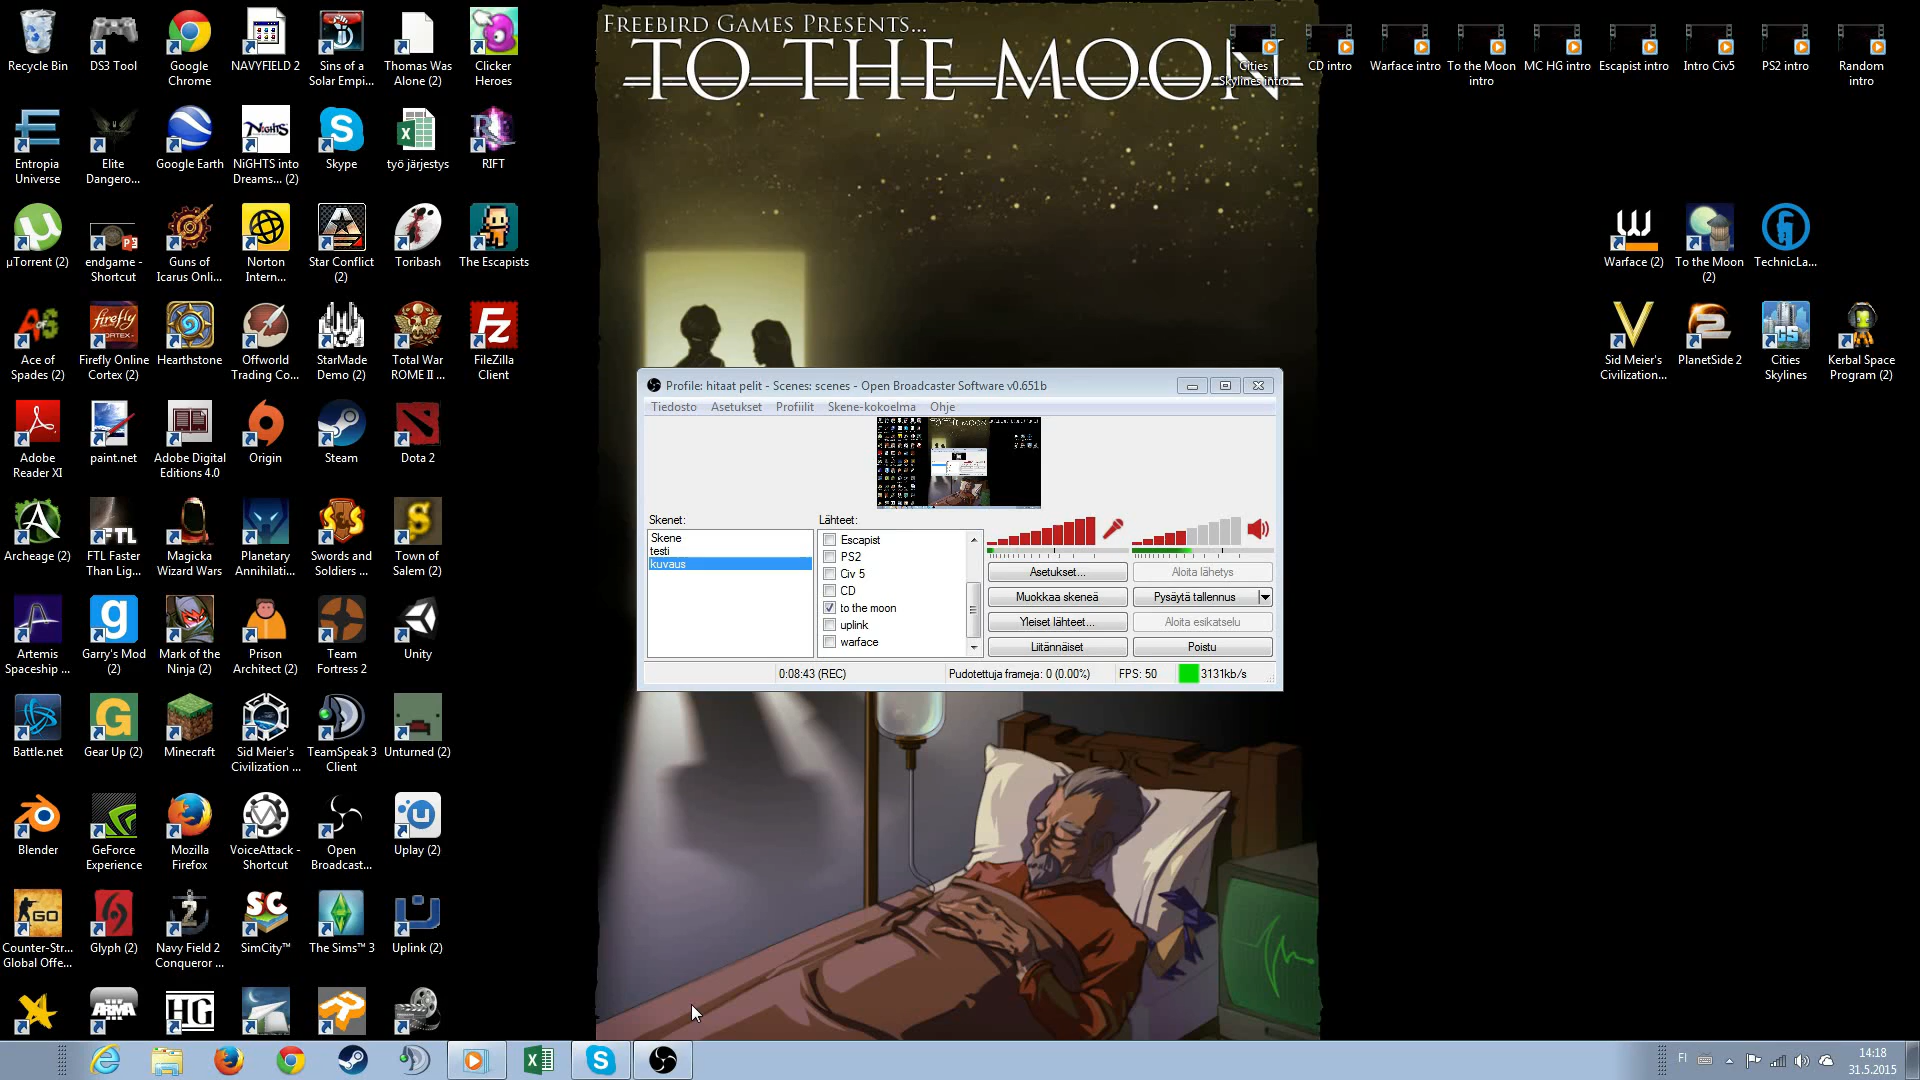 FREEBIRD GAMES PRESENTS...
TO THE MOON
Recycle Bin
DS3 Tool
Google
Chrome
NAVYFIELD 2
Sins of a
Solar Empi...
Thomas Was
Alone (2)
Clicker
Heroes
Cities
Skylines intro
CD intro
Warface intro
To the Moon
intro
MC HG intro
Escapist intro
Intro Civ5
PS2 intro
Random
intro
Entropia
Universe
Elite
Dangero...
Google Earth
NiGHTS into
Dreams... (2)
Skype
työ järjestys
RIFT
µTorrent (2)
endgame -
Shortcut
Guns of
Icarus Onli...
Norton
Intern...
Star Conflict
(2)
Toribash
The Escapists
Warface (2)
To the Moon
(2)
TechnicLa...
Ace of
Spades (2)
Firefly Online
Cortex (2)
Hearthstone
Offworld
Trading Co...
StarMade
Demo (2)
Total War
ROME II ...
FileZilla
Client
Sid Meier's
Civilization...
PlanetSide 2
Cities
Skylines
Kerbal Space
Program (2)
Adobe
Reader XI
paint.net
Adobe Digital
Editions 4.0
Origin
Steam
Dota 2
Archeage (2)
FTL Faster
Than Lig...
Magicka
Wizard Wars
Planetary
Annihilati...
Swords and
Soldiers ...
Town of
Salem (2)
Artemis
Spaceship ...
Garry's Mod
(2)
Mark of the
Ninja (2)
Prison
Architect (2)
Team
Fortress 2
Unity
Battle.net
Gear Up (2)
Minecraft
Sid Meier's
Civilization ...
TeamSpeak 3
Client
Unturned (2)
Blender
GeForce
Experience
Mozilla
Firefox
VoiceAttack -
Shortcut
Open
Broadcast...
Uplay (2)
Counter-Str...
Global Offe...
Glyph (2)
Navy Field 2
Conqueror ...
SimCity™
The Sims™ 3
Uplink (2)
ARMA
HG
Profile: hitaat pelit - Scenes: scenes - Open Broadcaster Software v0.651b
Tiedosto Asetukset Profiilit Skene-kokoelma Ohje
Skenet:
Skene
testi
kuvaus
Lähteet:
Escapist
PS2
Civ 5
CD
to the moon
uplink
warface
Asetukset...
Aloita lähetys
Muokkaa skeneä
Pysäytä tallennus
Yleiset lähteet...
Aloita esikatselu
Liitännäiset
Poistu
0:08:43 (REC)
Pudotettuja frameja: 0 (0.00%)
FPS: 50
3131kb/s
FI
14:18
31.5.2015